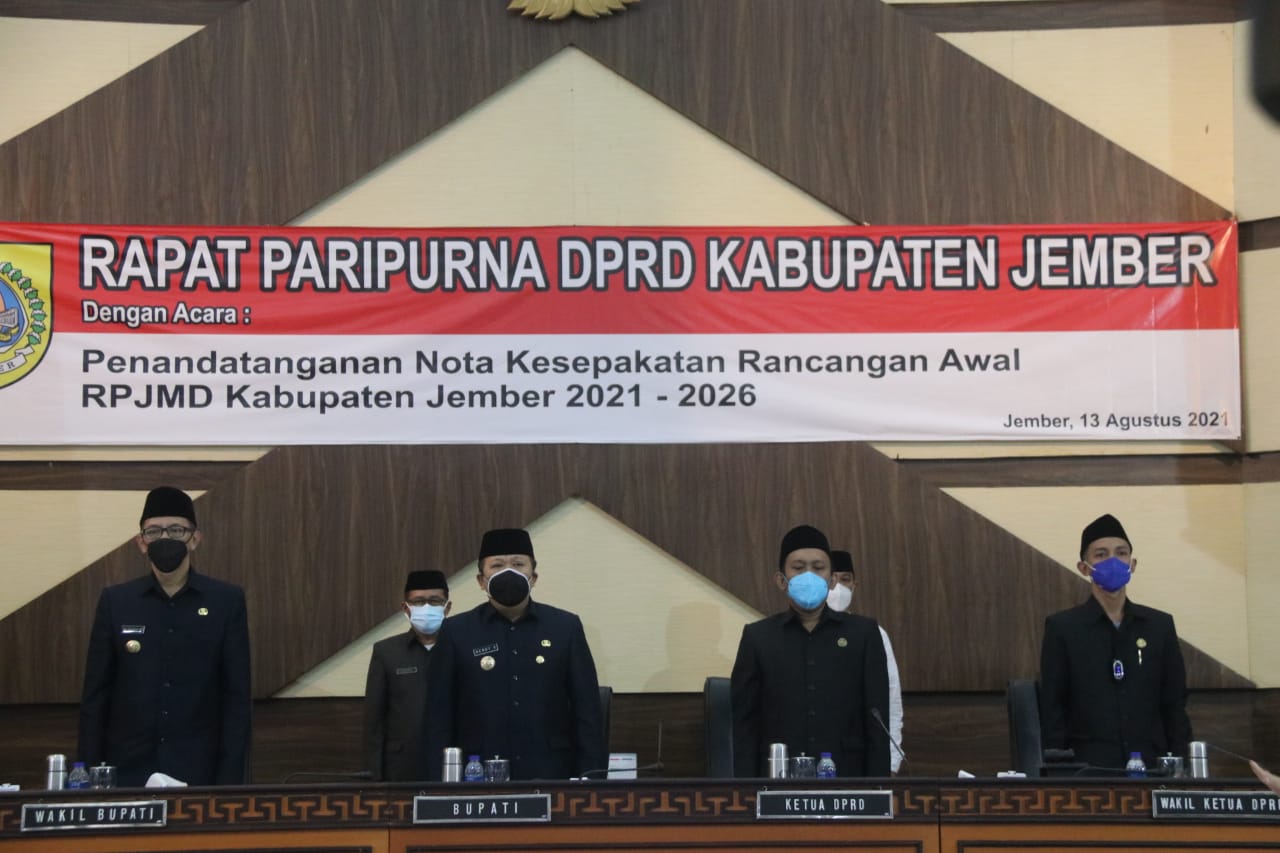 RAPAT PARIPURNA DPRD KABUPATEN JEMBER
Dengan Acara :
Penandatanganan Nota Kesepakatan Rancangan Awal
RPJMD Kabupaten Jember 2021 - 2026
Jember, 13 Agustus 2021
WAKIL BUPATI
BUPATI
KETUA DPRD
WAKIL KETUA DPRD